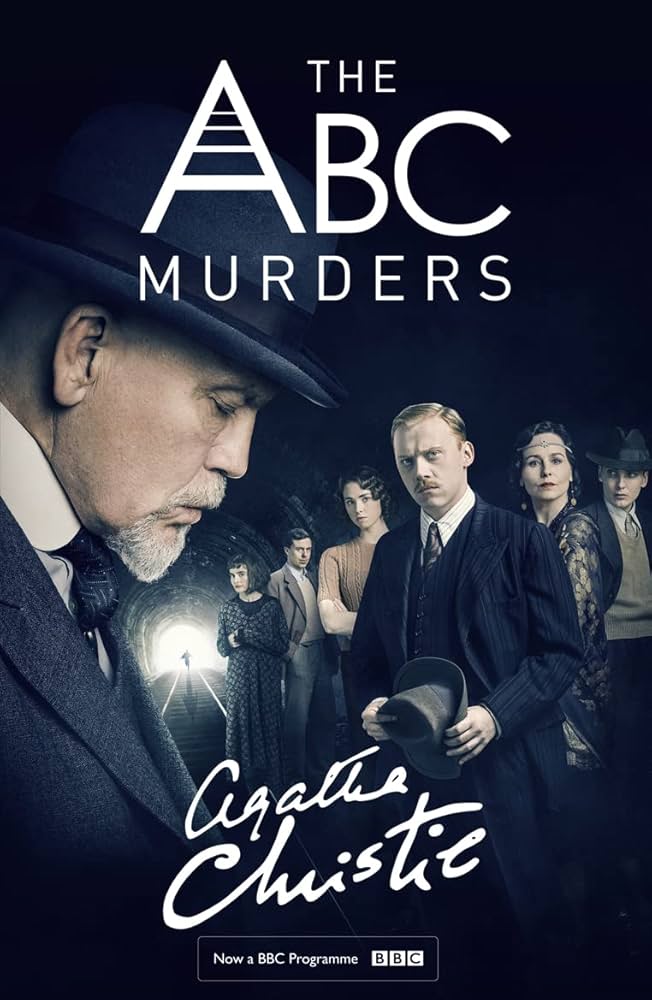 THE
ABC
MURDERS
Agatha
Christie
Now a BBC Programme BBC